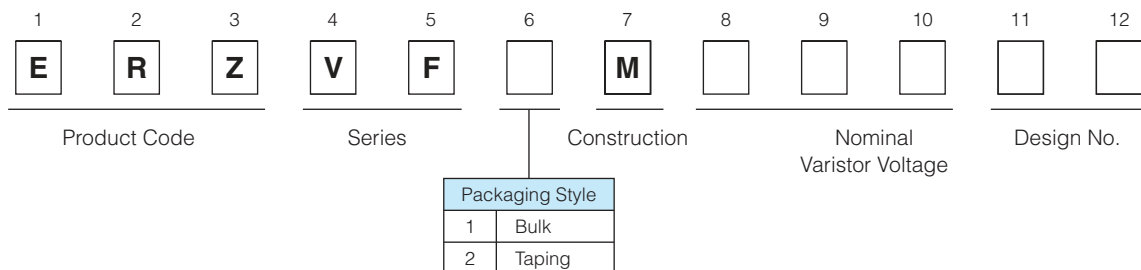 1 2 3 4 5 6 7 8 9 10 11 12
E R Z V F M
Product Code Series Construction Nominal Varistor Voltage Design No.
Packaging Style
1 Bulk
2 Taping